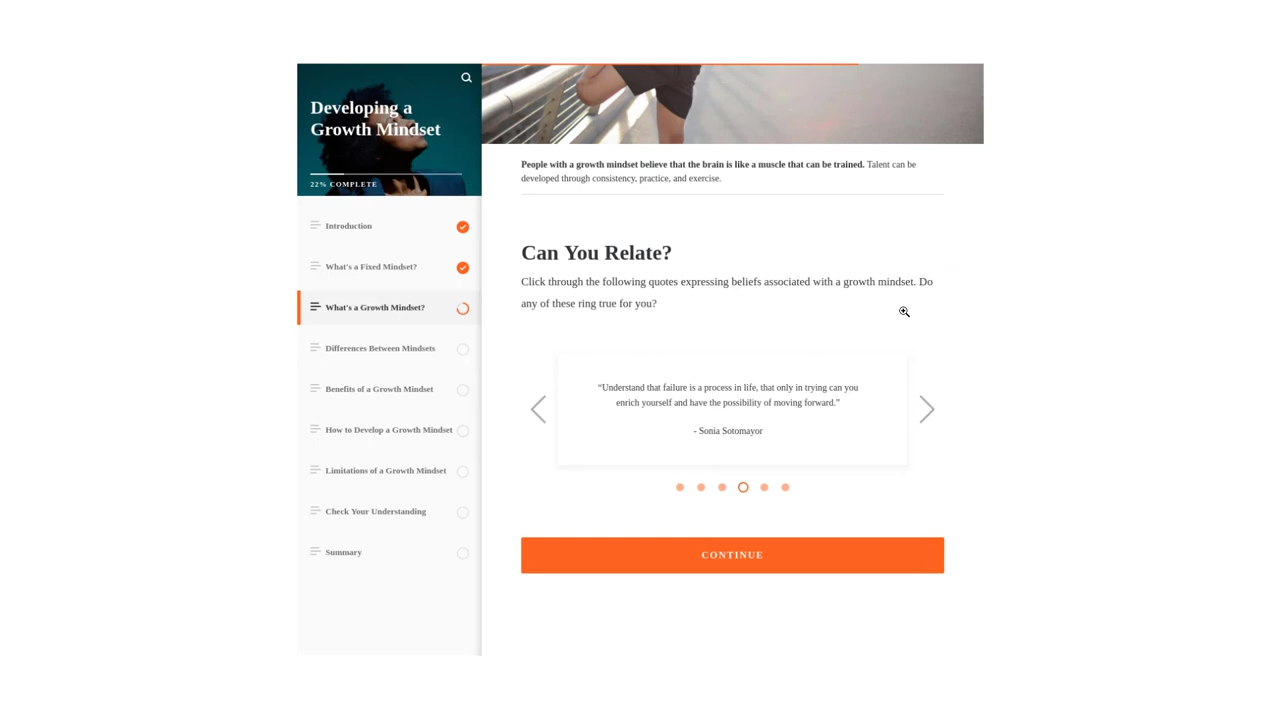 Developing a
Growth Mindset
22% COMPLETE
Introduction
What's a Fixed Mindset?
What's a Growth Mindset?
Differences Between Mindsets
Benefits of a Growth Mindset
How to Develop a Growth Mindset
Limitations of a Growth Mindset
Check Your Understanding
Summary
People with a growth mindset believe that the brain is like a muscle that can be trained. Talent can be
developed through consistency, practice, and exercise.
Can You Relate?
Click through the following quotes expressing beliefs associated with a growth mindset. Do
any of these ring true for you?
“Understand that failure is a process in life, that only in trying can you
enrich yourself and have the possibility of moving forward.”
- Sonia Sotomayor
CONTINUE